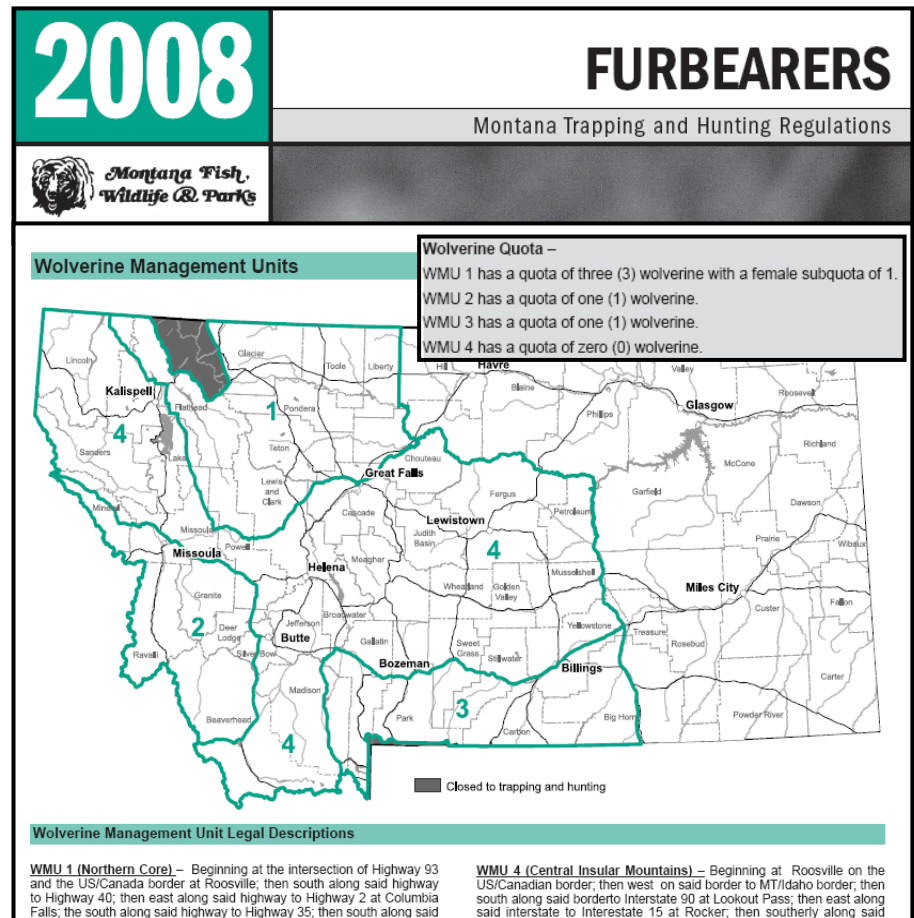 2008
FURBEARERS
Montana Trapping and Hunting Regulations
Montana Fish,
Wildlife & Parks
Wolverine Management Units
Wolverine Quota –
WMU 1 has a quota of three (3) wolverine with a female subquota of 1.
WMU 2 has a quota of one (1) wolverine.
WMU 3 has a quota of one (1) wolverine.
WMU 4 has a quota of zero (0) wolverine.
Lincoln
Glacier
Toole
Liberty
Hill
Havre
Blaine
Valley
Kalispell
Flathead
1
Pondera
Phillips
Glasgow
Roosevelt
4
Sanders
Lake
Teton
Chouteau
Richland
McCone
Great Falls
Lewis
and
Clark
Fergus
Garfield
Mineral
Cascade
Petroleum
Dawson
Missoula
Lewistown
Judith
Basin
Prairie
Wibaux
Missoula
Powell
Helena
Meagher
4
Musselshell
Granite
Wheatland
Golden
Valley
Miles City
Custer
Fallon
2
Deer
Lodge
Jefferson
Broadwater
Yellowstone
Treasure
Rosebud
Butte
Ravalli
Silver Bow
Gallatin
Sweet
Grass
Stillwater
Bozeman
Billings
Carter
Madison
Beaverhead
Park
3
Big Horn
Powder River
4
Carbon
Closed to trapping and hunting
Wolverine Management Unit Legal Descriptions
WMU 1 (Northern Core) – Beginning at the intersection of Highway 93
and the US/Canada border at Roosville; then south along said highway
to Highway 40; then east along said highway to Highway 2 at Columbia
Falls; the south along said highway to Highway 35; then south along said
WMU 4 (Central Insular Mountains) – Beginning at Roosville on the
US/Canadian border; then west on said border to MT/Idaho border; then
south along said borderto Interstate 90 at Lookout Pass; then east along
said interstate to Interestate 15 at Rocker; then southerly along said